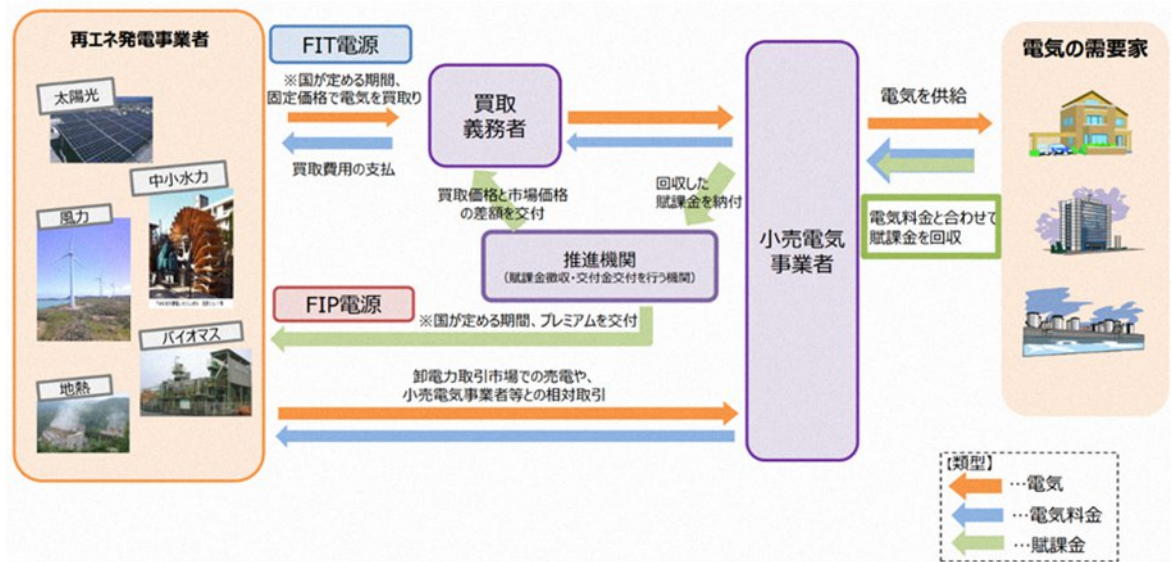 再エネ発電事業者
太陽光
中小水力
風力
バイオマス
地熱
FIT電源
※国が定める期間、
固定価格で電気を買取り
買取費用の支払
買取
義務者
買取価格と市場価格
の差額を交付
回収した
賦課金を納付
推進機関
(賦課金徴収・交付金交付を行う機関)
FIP電源
※国が定める期間、プレミアムを交付
卸電力取引市場での売電や、
小売電気事業者等との相対取引
小売電気
事業者
電気を供給
電気料金と合わせて
賦課金を回収
電気の需要家
【類型】
…電気
…電気料金
…賦課金